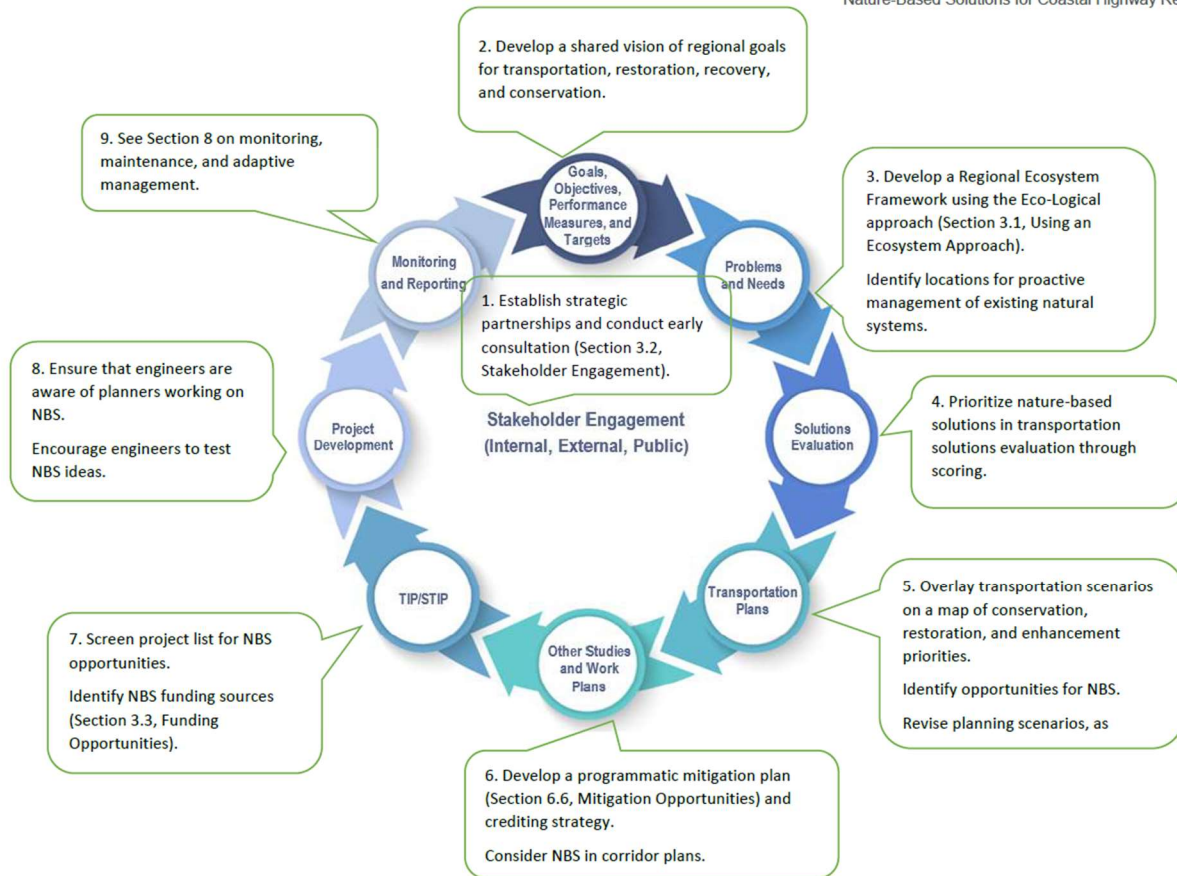 Nature-Based Solutions for Coastal Highway
2. Develop a shared vision of regional goals
for transportation, restoration, recovery,
and conservation.
9. See Section 8 on monitoring,
maintenance, and adaptive
management.
Goals,
Objectives,
Performance
Measures, and
Targets
3. Develop a Regional Ecosystem
Framework using the Eco-Logical
approach (Section 3.1, Using an
Ecosystem Approach).
Identify locations for proactive
management of existing natural
systems.
Monitoring
and Reporting
Problems
and Needs
1. Establish strategic
partnerships and conduct early
consultation (Section 3.2,
Stakeholder Engagement).
8. Ensure that engineers are
aware of planners working on
NBS.
Encourage engineers to test
NBS ideas.
Project
Development
Stakeholder Engagement
(Internal, External, Public)
Solutions
Evaluation
4. Prioritize nature-based
solutions in transportation
solutions evaluation through
scoring.
TIP/STIP
Transportation
Plans
5. Overlay transportation scenarios
on a map of conservation,
restoration, and enhancement
priorities.
Identify opportunities for NBS.
Revise planning scenarios, as
7. Screen project list for NBS
opportunities.
Identify NBS funding sources
(Section 3.3, Funding
Opportunities).
Other Studies
and Work
Plans
6. Develop a programmatic mitigation plan
(Section 6.6, Mitigation Opportunities) and
crediting strategy.
Consider NBS in corridor plans.